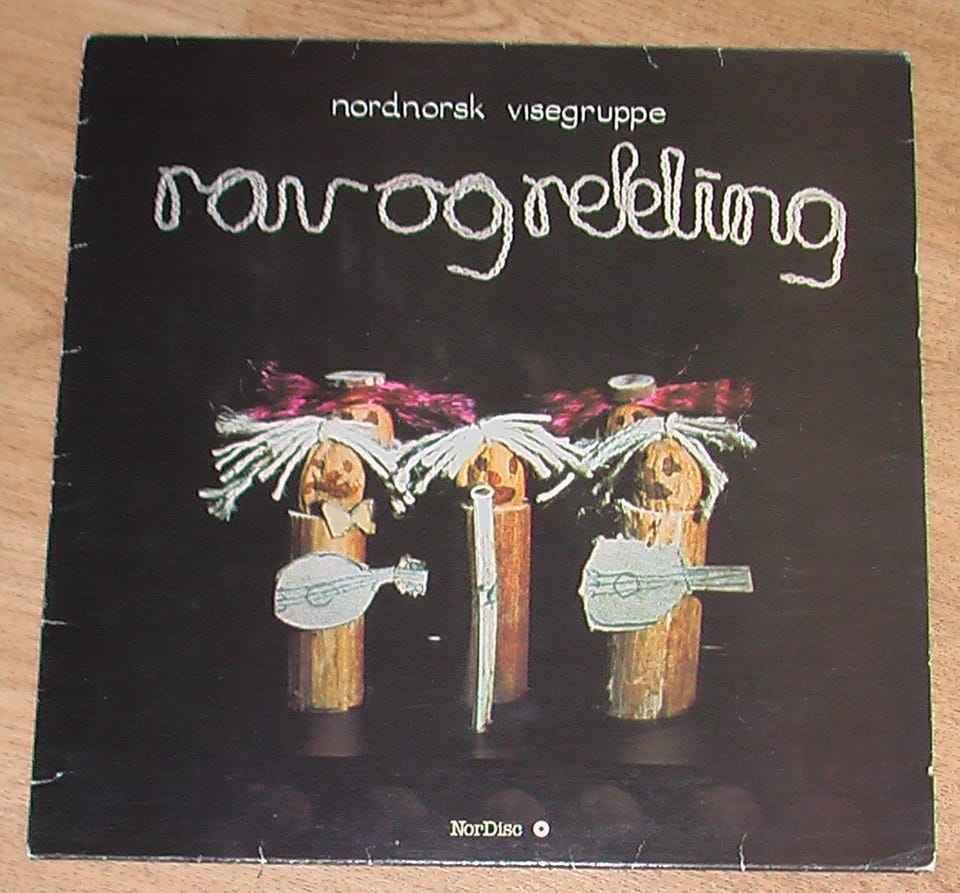 nordnorsk visegruppe
rav og rekling
NorDisc